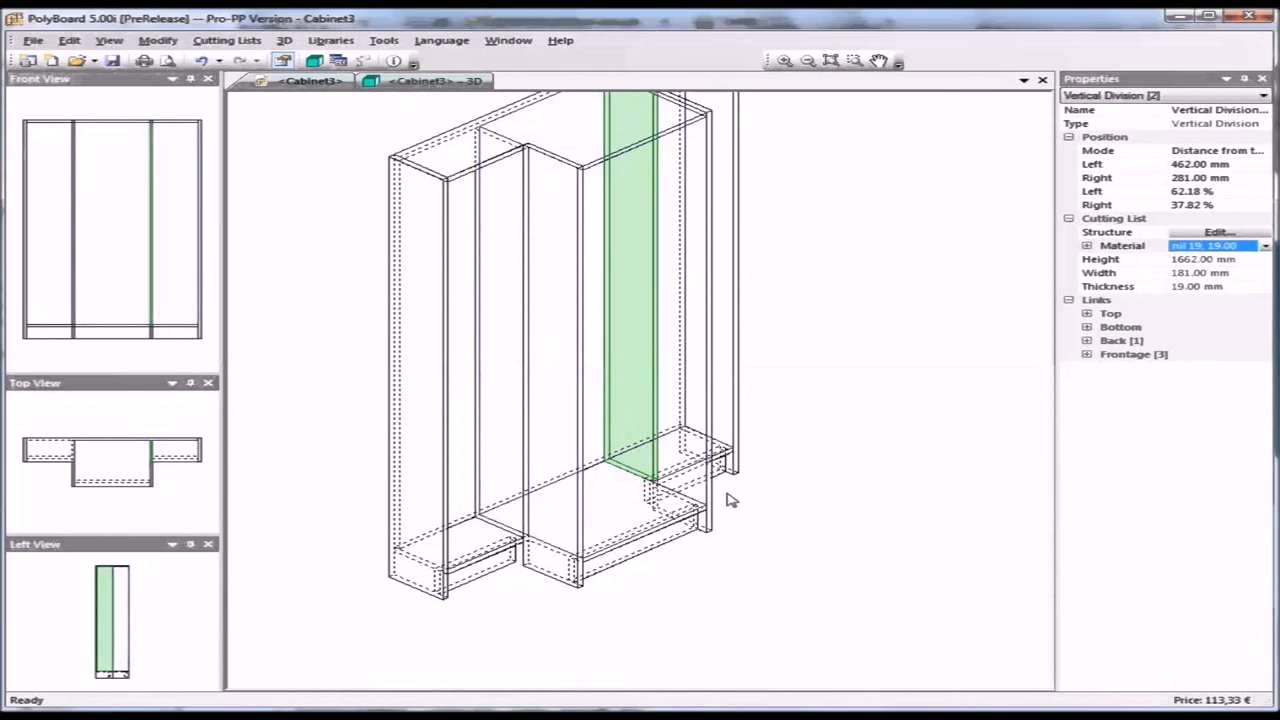 PolyBoard 5.00i [PreRelease] -- Pro-PP Version - Cabinet3
File Edit View Modify Cutting Lists 3D Libraries Tools Language Window Help
Front View
<Cabinet3>
<Cabinet3> - 3D
Top View
Left View
Properties
Vertical Division [2]
Name Vertical Division...
Type Vertical Division
Position
Mode Distance from t...
Left 462.00 mm
Right 281.00 mm
Left 62.18 %
Right 37.82 %
Cutting List
Structure Edit...
Material nil 19, 19.00
Height 1662.00 mm
Width 181.00 mm
Thickness 19.00 mm
Links
Top
Bottom
Back [1]
Frontage [3]
Ready
Price: 113,33 €